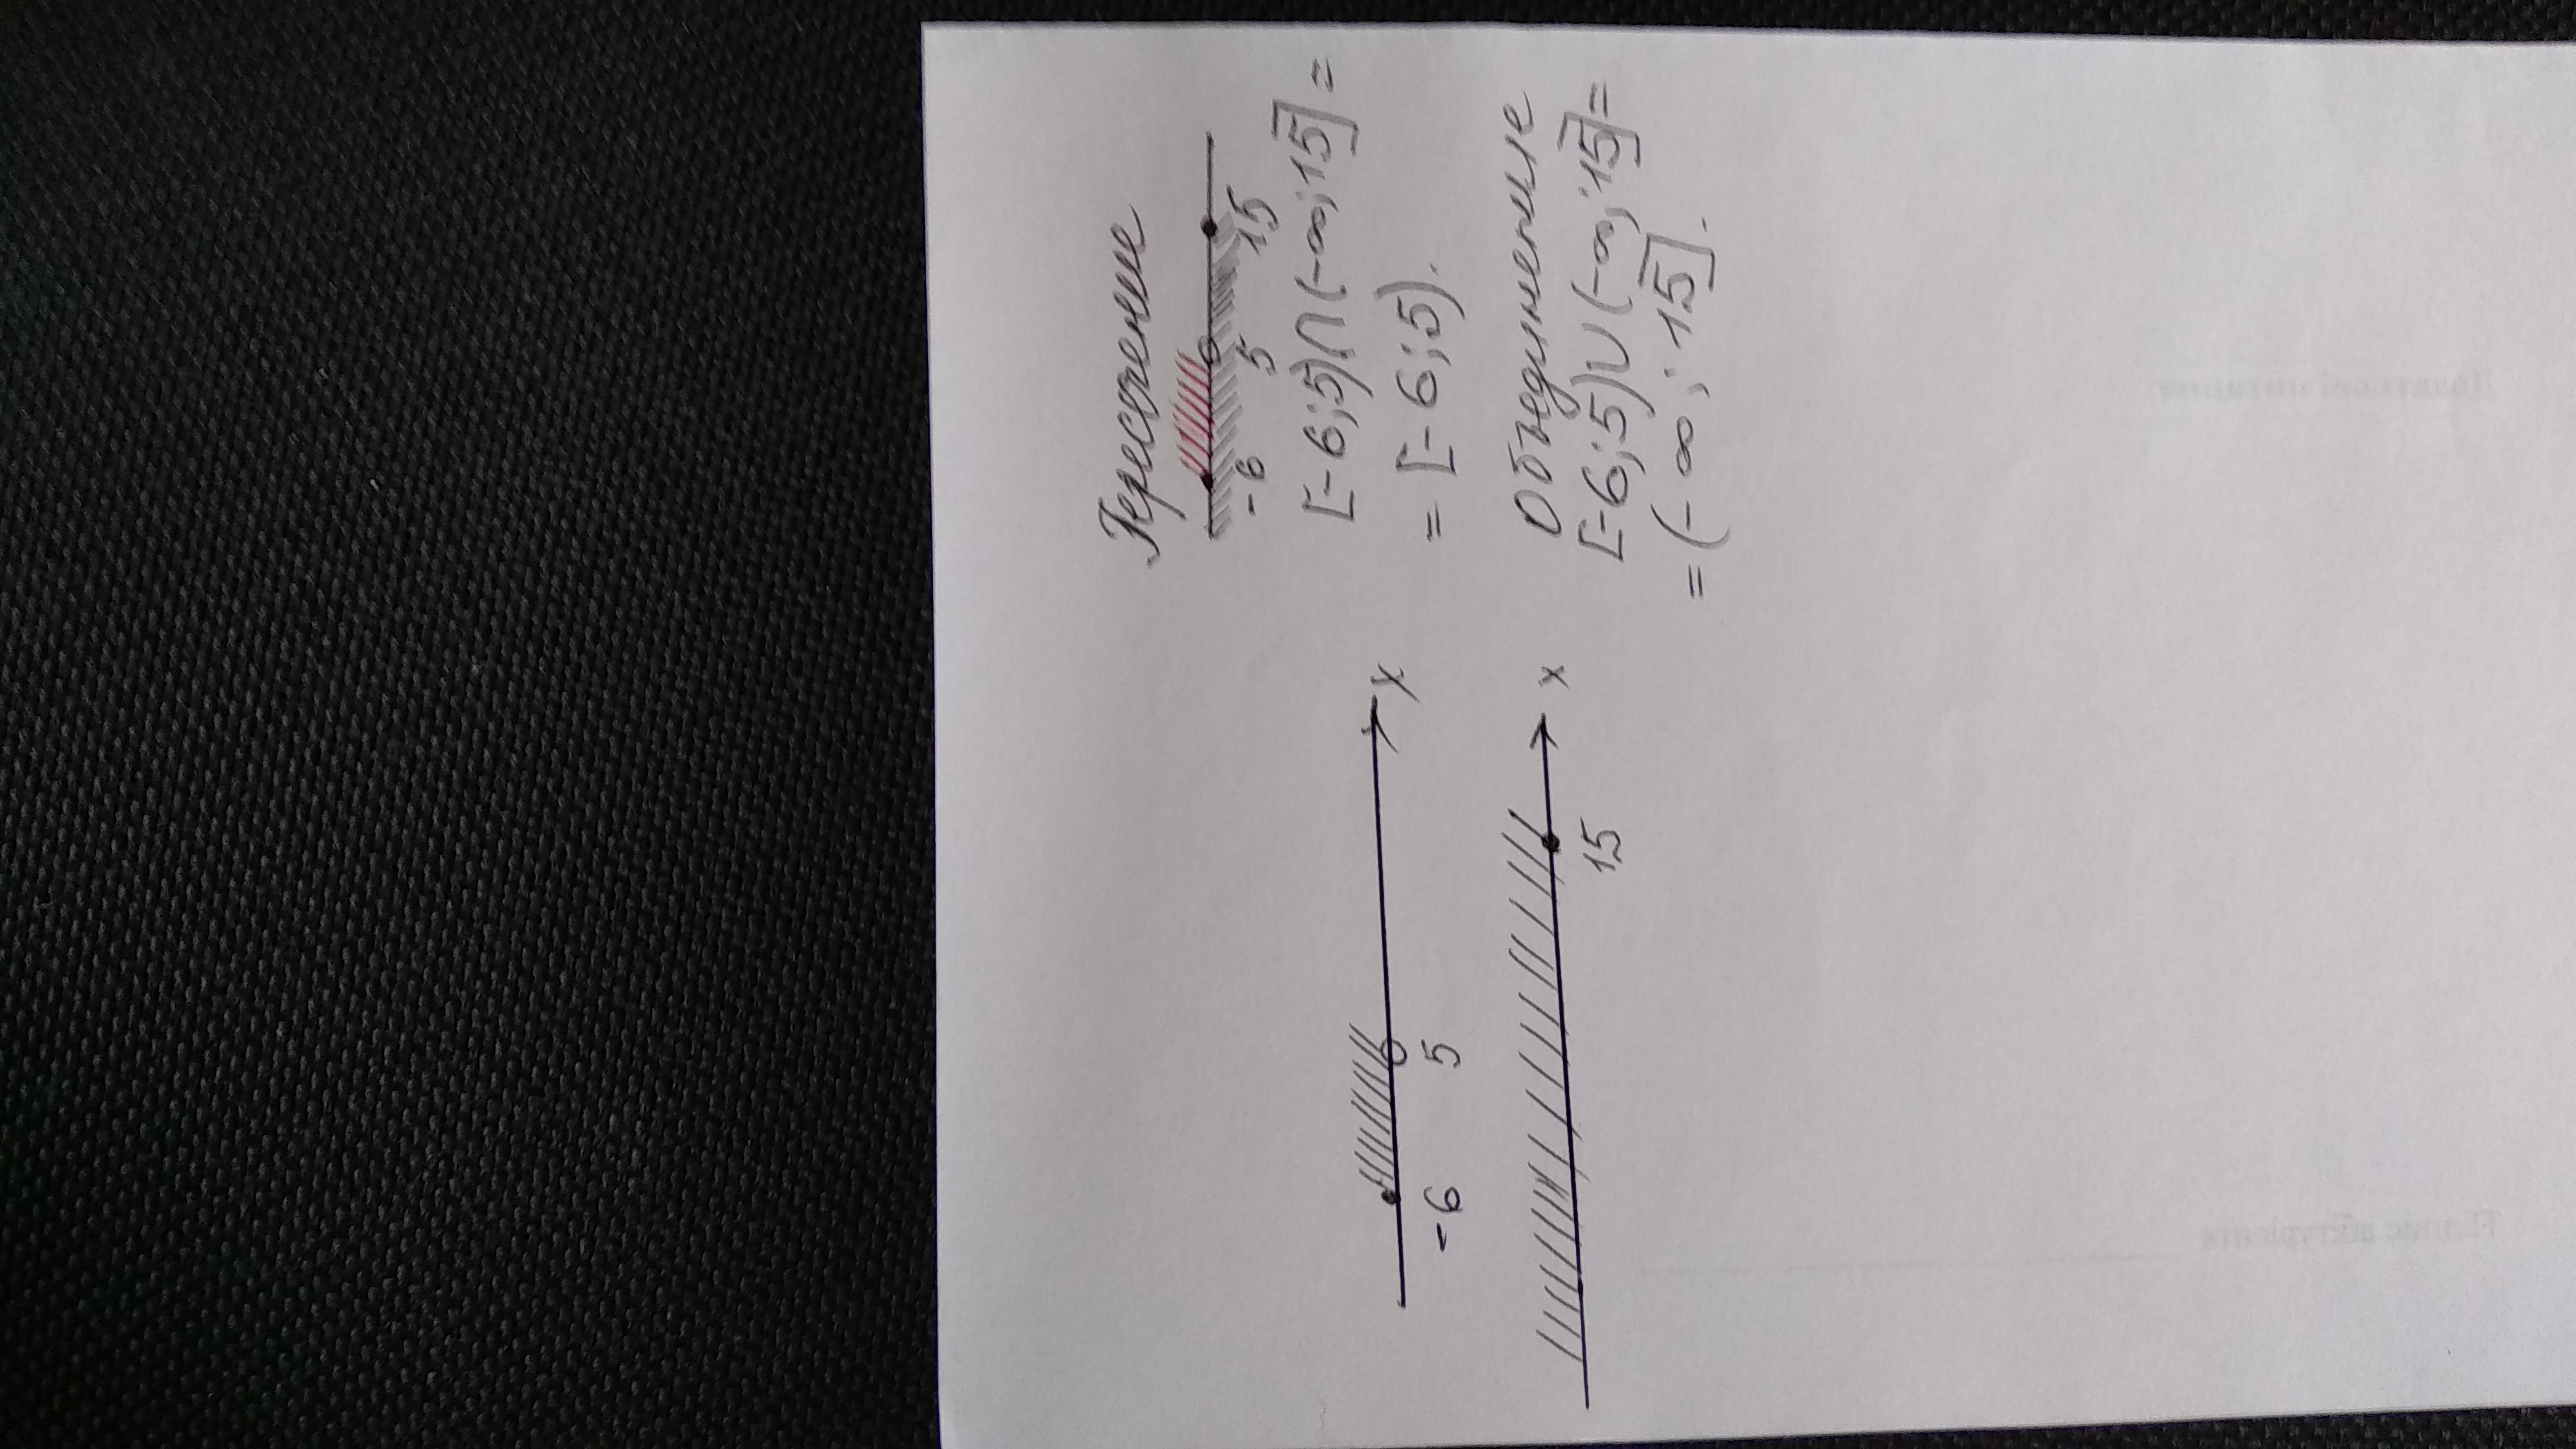 Пересечение
-6 5 15
[-6;5)∩(-∞;15]=
=[-6;5).
Объединение
[-6;5)∪(-∞;15]=
=(-∞;15].
x
-6 5
x
15